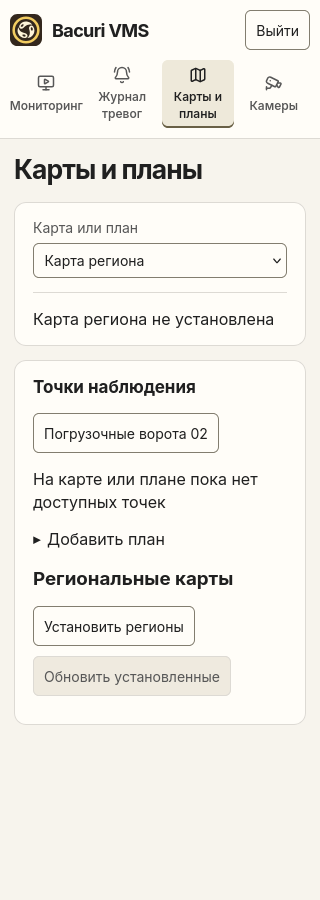 Bacuri VMS
Выйти
Мониторинг
Журнал
тревог
Карты и
планы
Камеры
Карты и планы
Карта или план
Карта региона
Карта региона не установлена
Точки наблюдения
Погрузочные ворота 02
На карте или плане пока нет
доступных точек
Добавить план
Региональные карты
Установить регионы
Обновить установленные